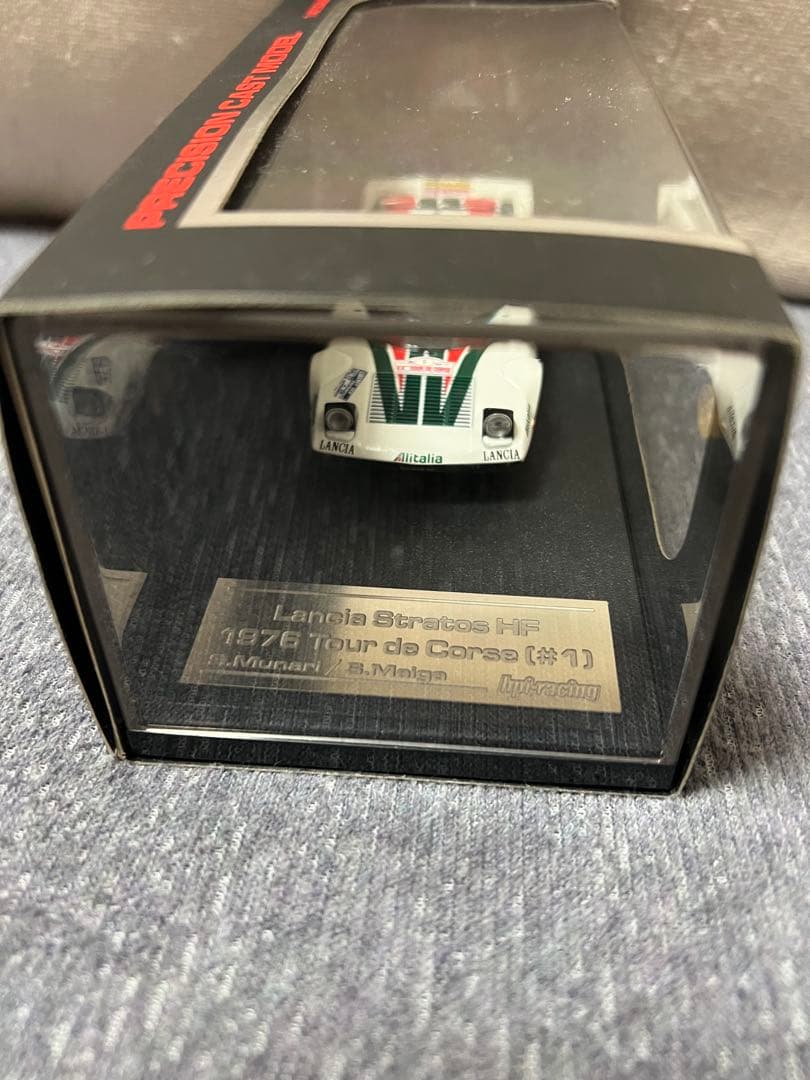 PRECISION CAST MODEL
LANCIA
Alitalia
LANCIA
Lancia Stratos HF
1976 Tour de Corse (#1)
S.Munari / S.Maiga
hpi-racing